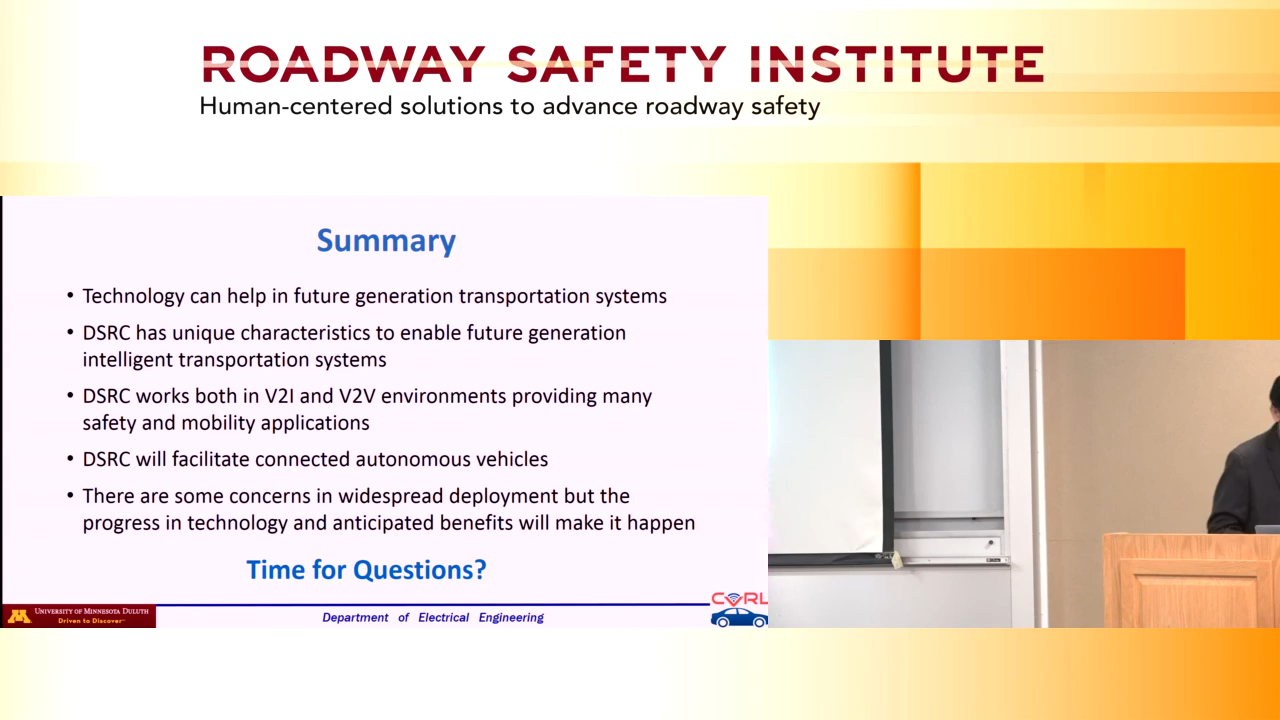 ROADWAY SAFETY INSTITUTE
Human-centered solutions to advance roadway safety
Summary
• Technology can help in future generation transportation systems
• DSRC has unique characteristics to enable future generation
intelligent transportation systems
• DSRC works both in V2I and V2V environments providing many
safety and mobility applications
• DSRC will facilitate connected autonomous vehicles
• There are some concerns in widespread deployment but the
progress in technology and anticipated benefits will make it happen
Time for Questions?
UNIVERSITY OF MINNESOTA DULUTH
Driven to Discover™
Department of Electrical Engineering
CVRL